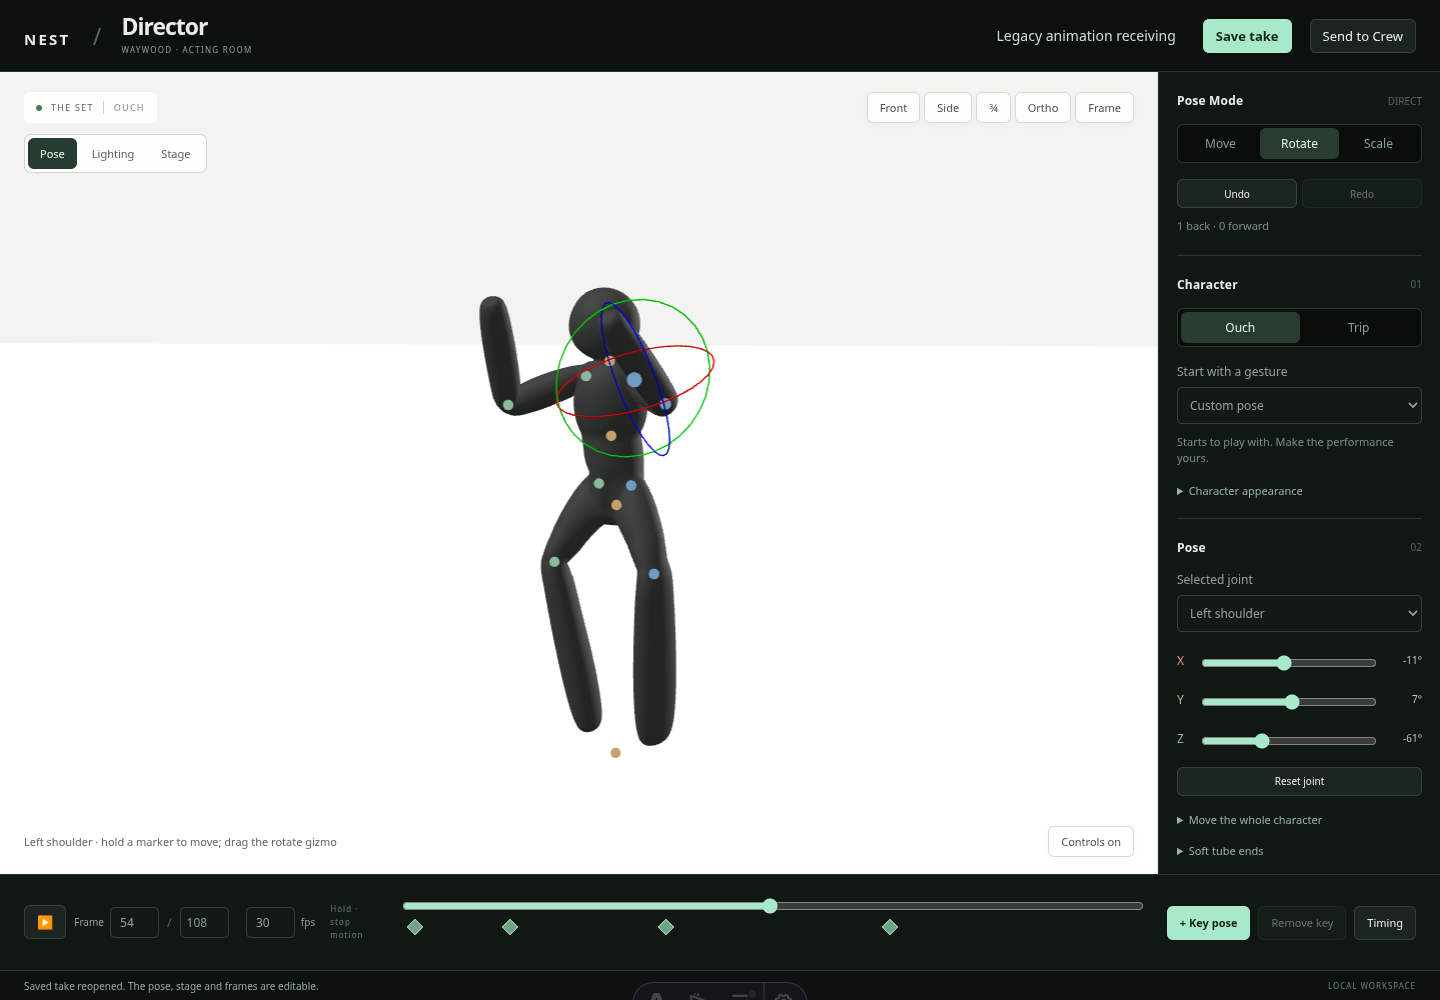 NEST / Director
WAYWOOD · ACTING ROOM
Legacy animation receiving
Save take
Send to Crew
THE SET | OUCH
Front
Side
¾
Ortho
Frame
Pose
Lighting
Stage
Left shoulder · hold a marker to move; drag the rotate gizmo
Controls on
Pose Mode
DIRECT
Move
Rotate
Scale
Undo
Redo
1 back · 0 forward
Character
01
Ouch
Trip
Start with a gesture
Custom pose
Starts to play with. Make the performance
yours.
Character appearance
Pose
02
Selected joint
Left shoulder
X
-11°
Y
7°
Z
-61°
Reset joint
Move the whole character
Soft tube ends
Frame 54 / 108
30 fps
Hold ·
stop
motion
+ Key pose
Remove key
Timing
Saved take reopened. The pose, stage and frames are editable.
LOCAL WORKSPACE